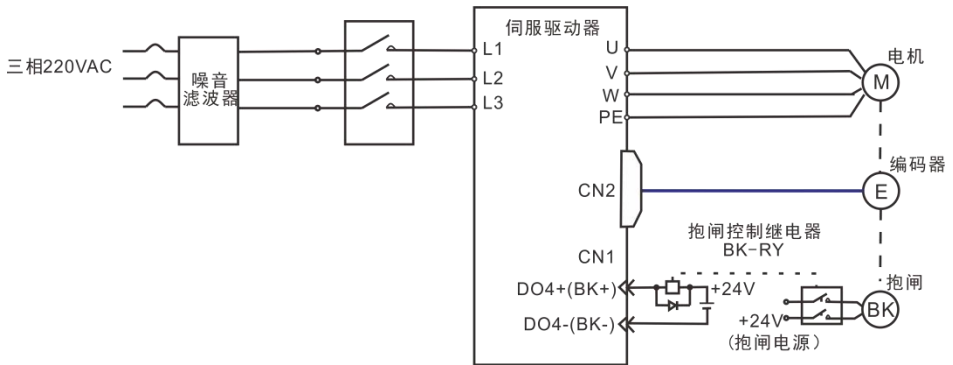 三相220VAC
噪音
滤波器
L1
L2
L3
伺服驱动器
U
V
W
PE
电机
M
CN2
编码器
E
CN1
抱闸控制继电器
BK-RY
DO4+(BK+)
+24V
DO4-(BK-)
+24V
(抱闸电源)
抱闸
BK